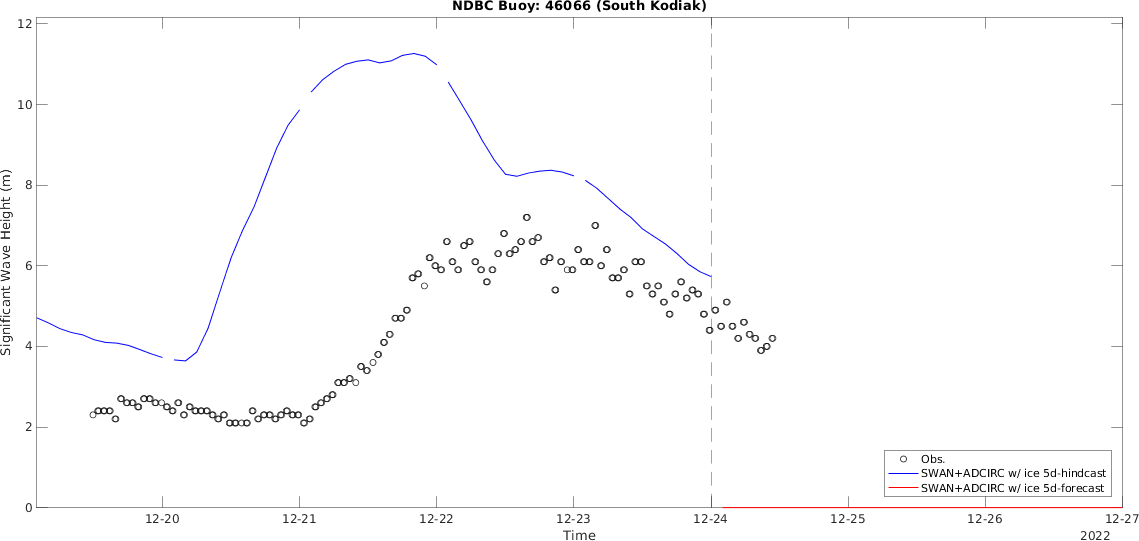 NDBC Buoy: 46066 (South Kodiak)
12
10
8
6
4
2
0
Significant Wave Height (m)
12-20
12-21
12-22
12-23
12-24
12-25
12-26
12-27
Time
2022
Obs.
SWAN+ADCIRC w/ ice 5d-hindcast
SWAN+ADCIRC w/ ice 5d-forecast